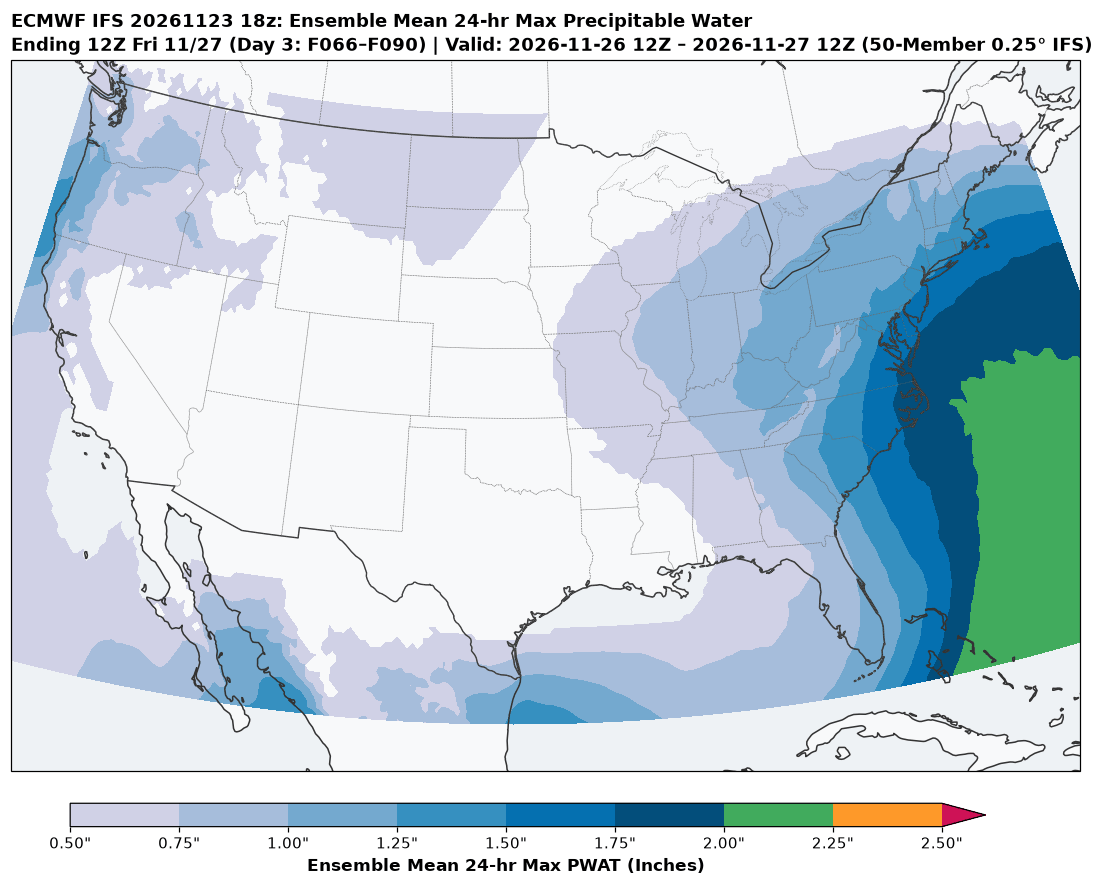 ECMWF IFS 20261123 18z: Ensemble Mean 24-hr Max Precipitable Water
Ending 12Z Fri 11/27 (Day 3: F066–F090) | Valid: 2026-11-26 12Z – 2026-11-27 12Z (50-Member 0.25° IFS)
0.50" 0.75" 1.00" 1.25" 1.50" 1.75" 2.00" 2.25" 2.50"
Ensemble Mean 24-hr Max PWAT (Inches)